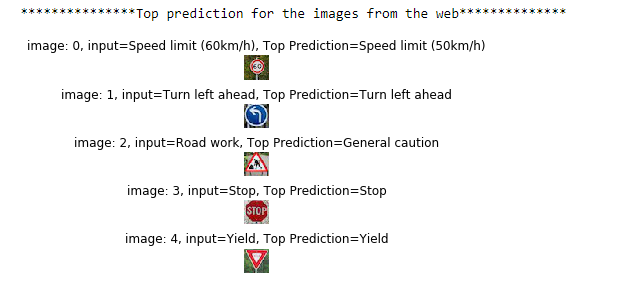 ***************Top prediction for the images from the web**************
image: 0, input=Speed limit (60km/h), Top Prediction=Speed limit (50km/h)
60
image: 1, input=Turn left ahead, Top Prediction=Turn left ahead
image: 2, input=Road work, Top Prediction=General caution
image: 3, input=Stop, Top Prediction=Stop
STOP
image: 4, input=Yield, Top Prediction=Yield